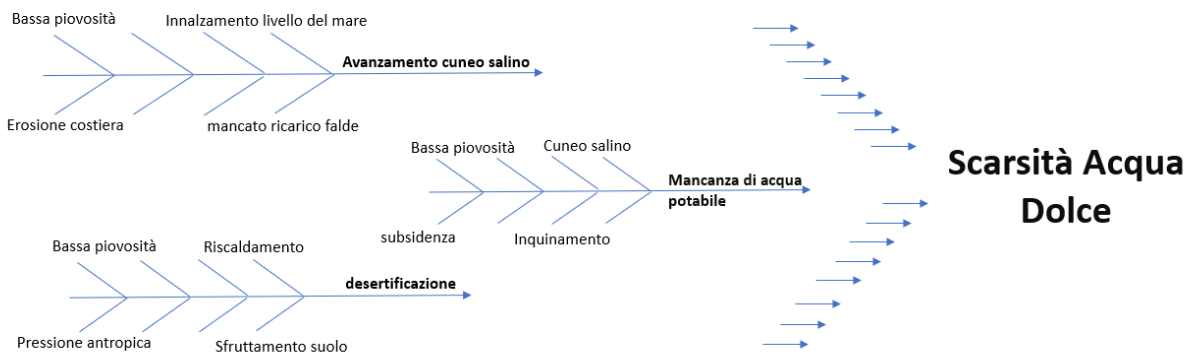 Bassa piovosità
Innalzamento livello del mare
Avanzamento cuneo salino
Erosione costiera
mancato ricarico falde
Bassa piovosità
Cuneo salino
Mancanza di acqua
potabile
subsidenza
Inquinamento
Bassa piovosità
Riscaldamento
desertificazione
Pressione antropica
Sfruttamento suolo
Scarsità Acqua
Dolce